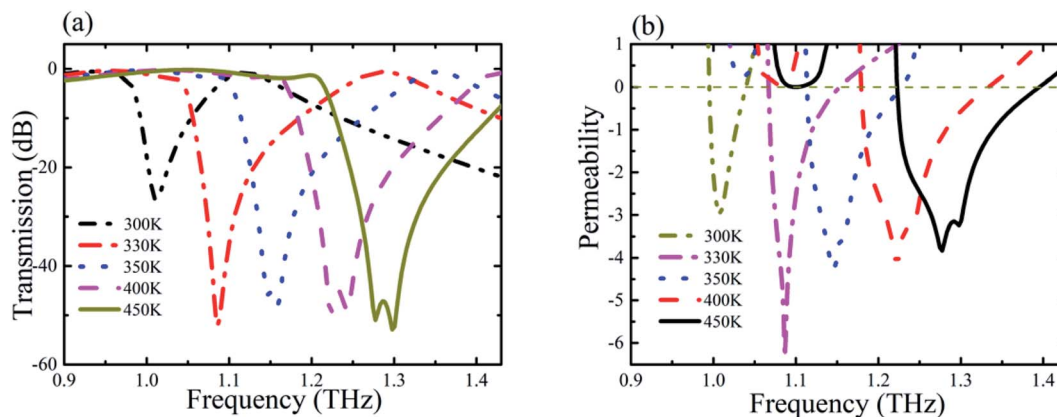 (a)
Transmission (dB)
0
-20
-40
-60
300K
330K
350K
400K
450K
0.9 1.0 1.1 1.2 1.3 1.4
Frequency (THz)
(b)
Permeability
1
0
-1
-2
-3
-4
-5
-6
300K
330K
350K
400K
450K
0.9 1.0 1.1 1.2 1.3 1.4
Frequency (THz)